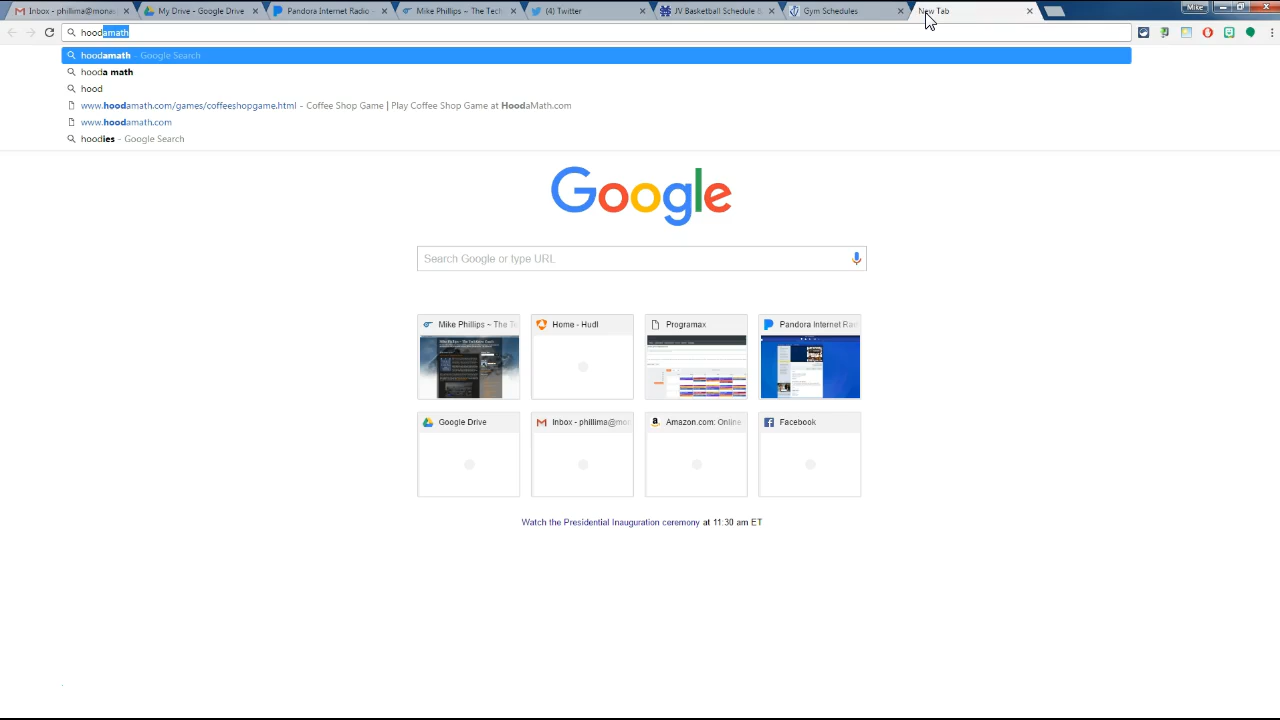 Inbox - phillima@mona
My Drive - Google Drive
Pandora Internet Radio -
Mike Phillips ~ The Tech
(4) Twitter
JV Basketball Schedule B
Gym Schedules
New Tab
Mike
hoodamath
hoodamath - Google Search
hooda math
hood
www.hoodamath.com/games/coffeeshopgame.html - Coffee Shop Game | Play Coffee Shop Game at HoodaMath.com
www.hoodamath.com
hoodies - Google Search
Google
Search Google or type URL
Mike Phillips ~ The Te
Home - Hudl
Programax
Pandora Internet Radi
Google Drive
Inbox - phillima@mon
Amazon.com: Online
Facebook
Watch the Presidential Inauguration ceremony at 11:30 am ET